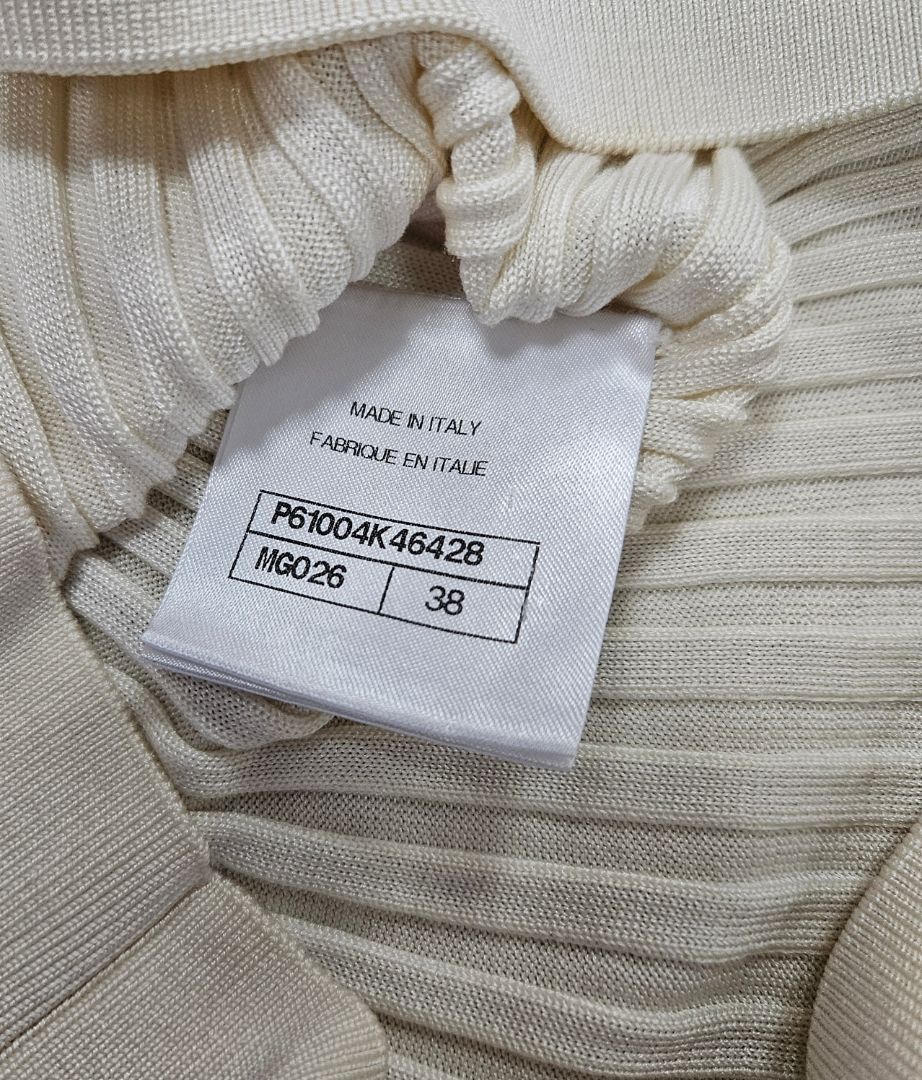 MADE IN ITALY
FABRIQUE EN ITALIE
P61004K46428
MG026 38